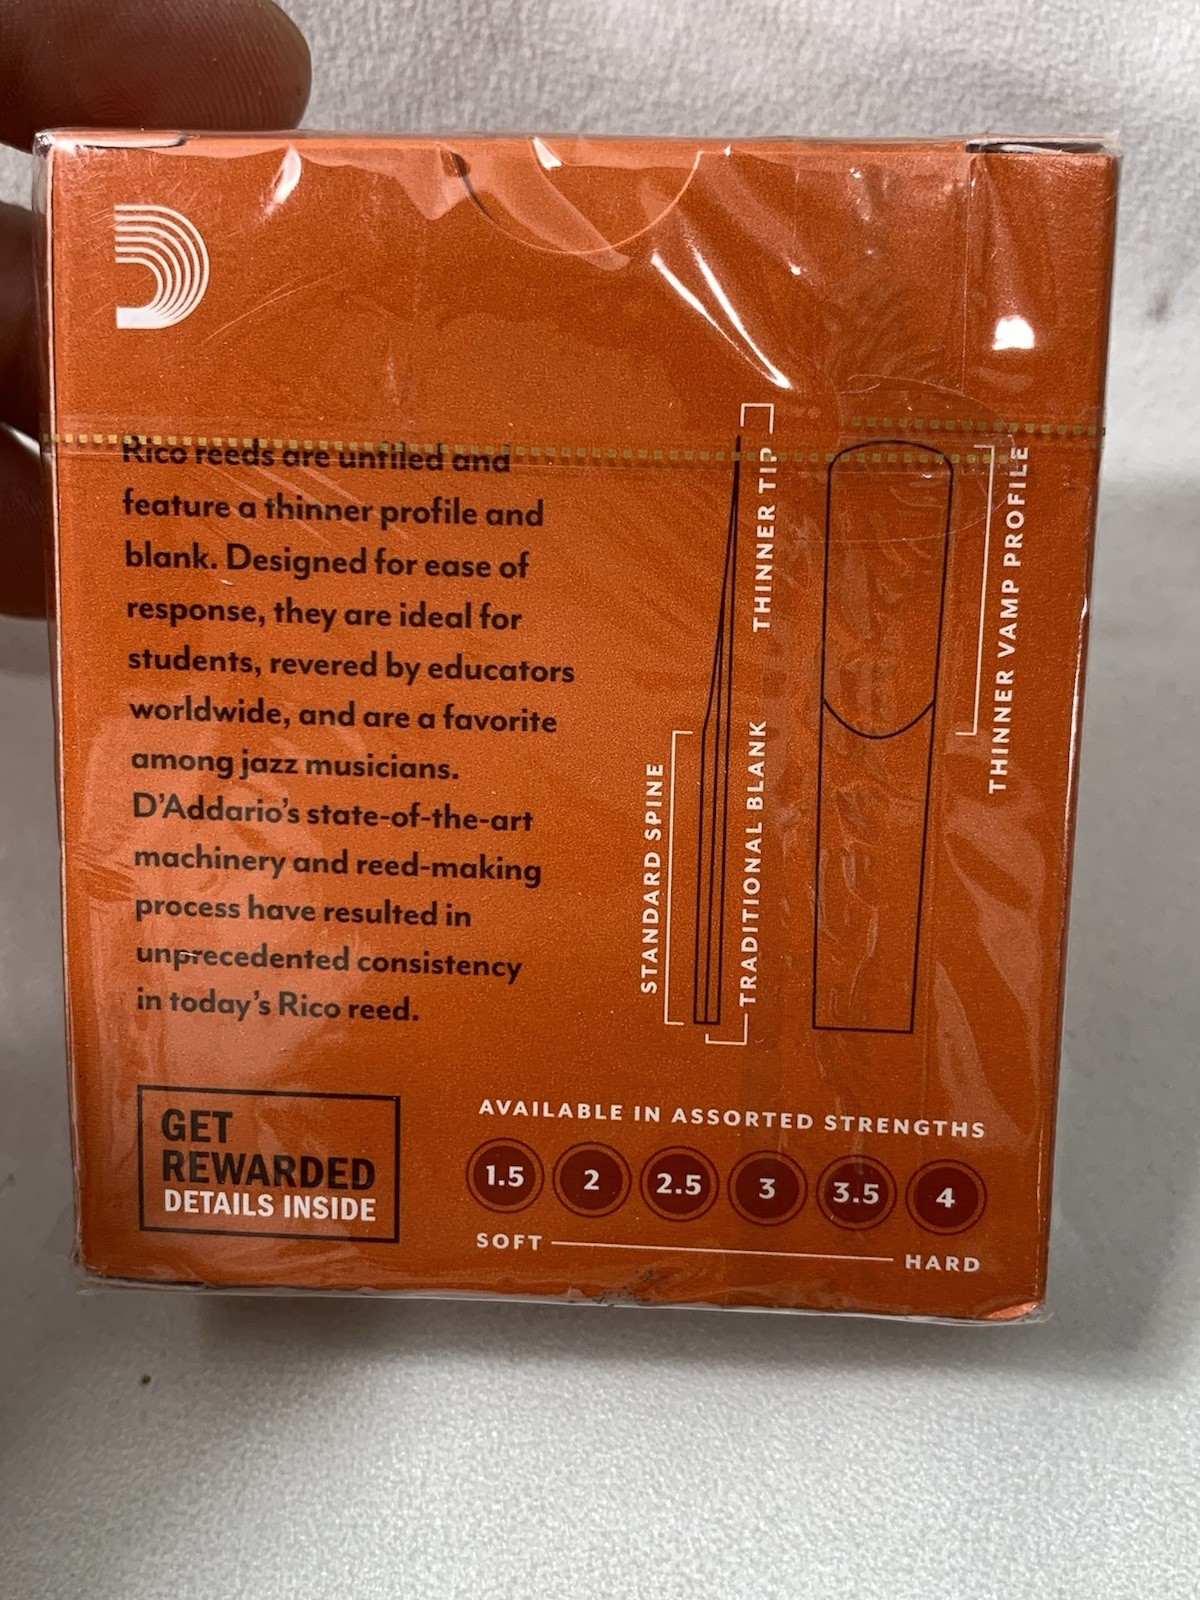 Rico reeds are unfiled and
feature a thinner profile and
blank. Designed for ease of
response, they are ideal for
students, revered by educators
worldwide, and are a favorite
among jazz musicians.
D'Addario's state-of-the-art
machinery and reed-making
process have resulted in
unprecedented consistency
in today's Rico reed.
STANDARD SPINE
TRADITIONAL BLANK
THINNER TIP
THINNER VAMP PROFILE
GET
REWARDED
DETAILS INSIDE
AVAILABLE IN ASSORTED STRENGTHS
1.5 2 2.5 3 3.5 4
SOFT HARD